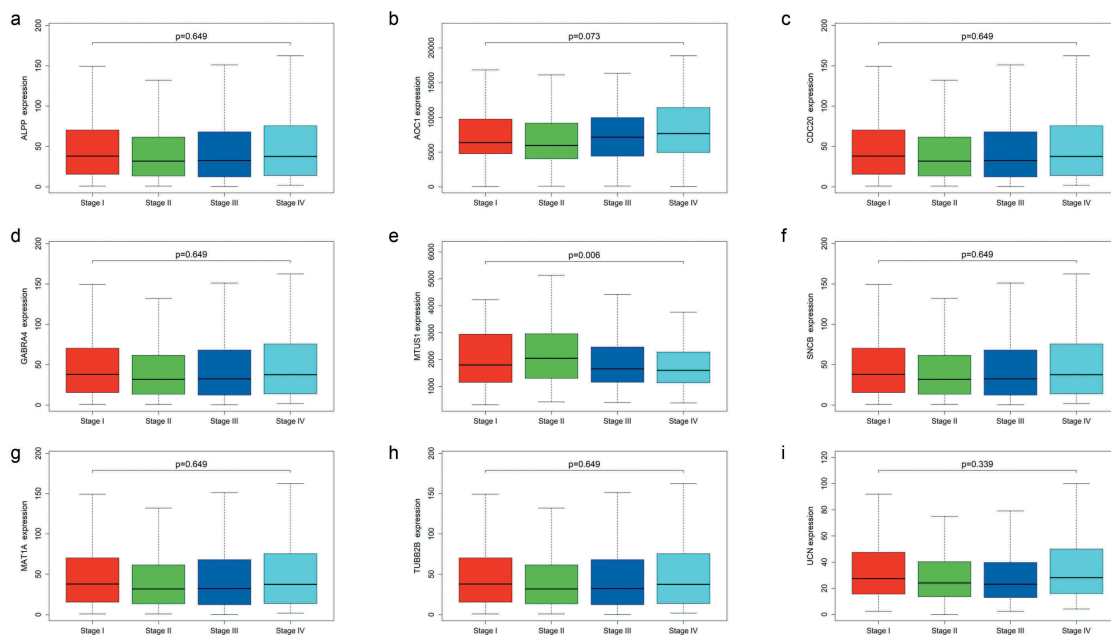 a
ALPP expression
200
150
100
50
0
p=0.649
Stage I Stage II Stage III Stage IV
b
AOC1 expression
20000
15000
10000
5000
0
p=0.073
Stage I Stage II Stage III Stage IV
c
CDC20 expression
200
150
100
50
0
p=0.649
Stage I Stage II Stage III Stage IV
d
GABRA4 expression
200
150
100
50
0
p=0.649
Stage I Stage II Stage III Stage IV
e
MTUS1 expression
6000
5000
4000
3000
2000
1000
p=0.006
Stage I Stage II Stage III Stage IV
f
SNCB expression
200
150
100
50
0
p=0.649
Stage I Stage II Stage III Stage IV
g
MAT1A expression
200
150
100
50
0
p=0.649
Stage I Stage II Stage III Stage IV
h
TUBB2B expression
200
150
100
50
0
p=0.649
Stage I Stage II Stage III Stage IV
i
UCN expression
120
100
80
60
40
20
0
p=0.339
Stage I Stage II Stage III Stage IV